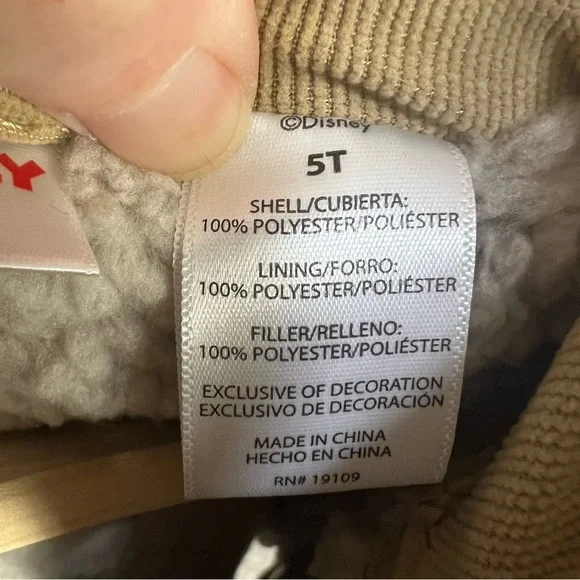 ©Disney
5T
SHELL/CUBIERTA:
100% POLYESTER/POLIÉSTER
LINING/FORRO:
100% POLYESTER/POLIÉSTER
FILLER/RELLENO:
100% POLYESTER/POLIÉSTER
EXCLUSIVE OF DECORATION
EXCLUSIVO DE DECORACIÓN
MADE IN CHINA
HECHO EN CHINA
RN# 19109